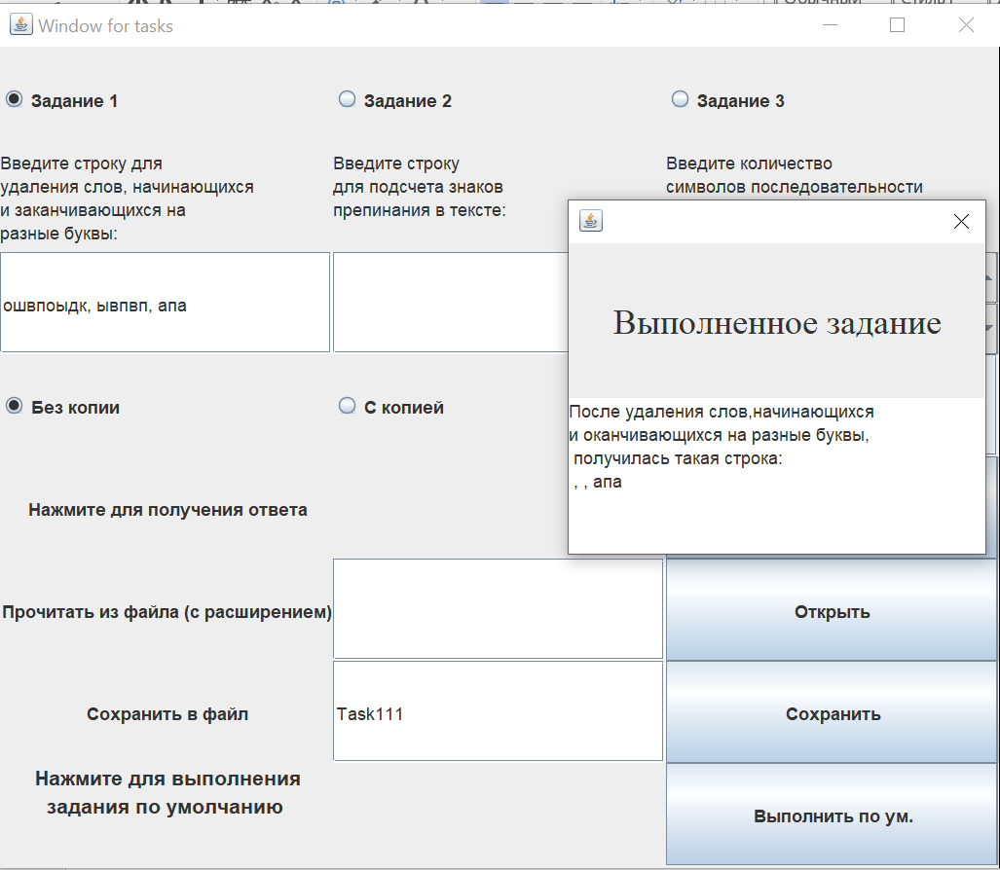 Window for tasks
Задание 1
Задание 2
Задание 3
Введите строку для
удаления слов, начинающихся
и заканчивающихся на
разные буквы:
Введите строку
для подсчета знаков
препинания в тексте:
Введите количество
символов последовательности
ошвпоыдк, ывпвп, апа
Без копии
С копией
Выполненное задание
После удаления слов,начинающихся
и оканчивающихся на разные буквы,
получилась такая строка:
, , апа
Нажмите для получения ответа
Прочитать из файла (с расширением)
Открыть
Сохранить в файл
Task111
Сохранить
Нажмите для выполнения
задания по умолчанию
Выполнить по ум.